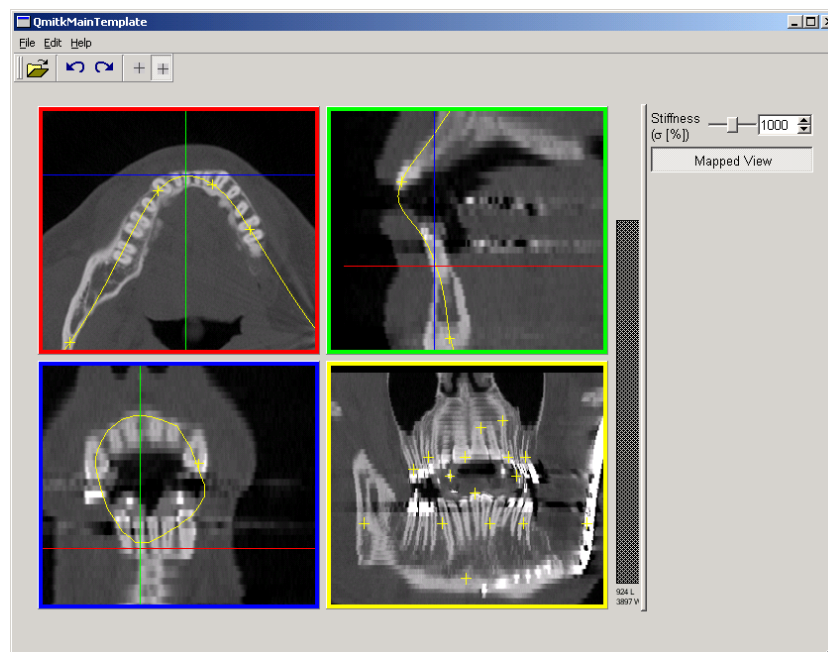 QmitkMainTemplate
File Edit Help
Stiffness
(σ [%])
1000
Mapped View
924 L
3897 W